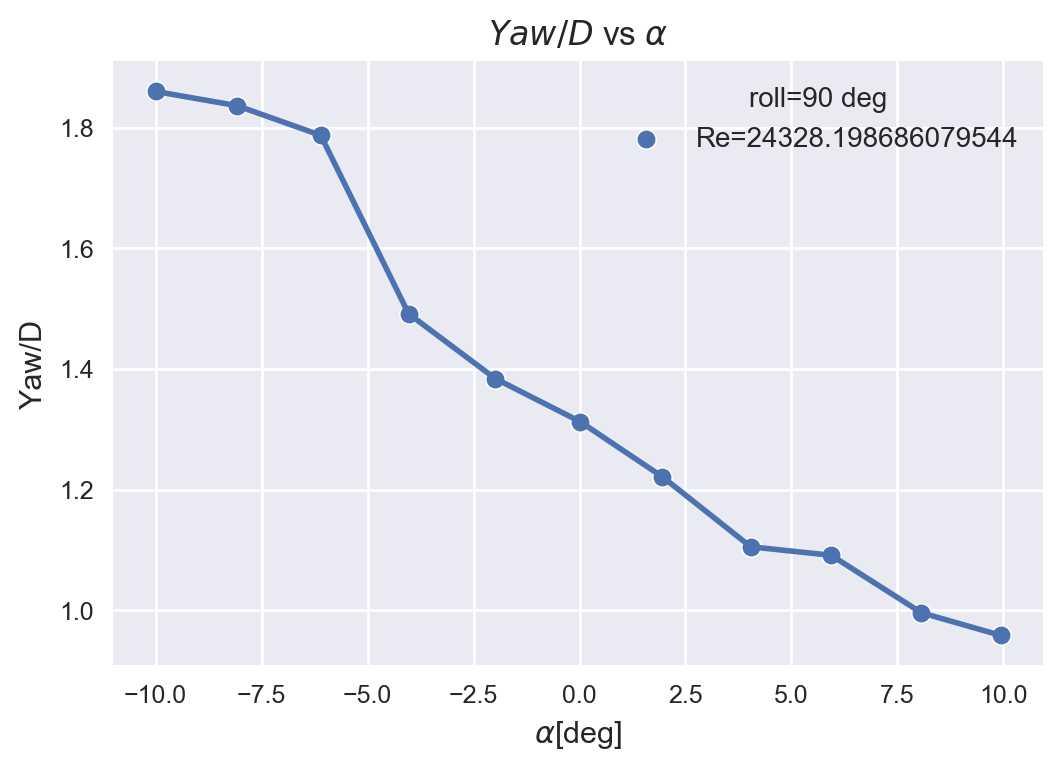 Yaw/D vs α
roll=90 deg
Re=24328.198686079544
Yaw/D
1.8
1.6
1.4
1.2
1.0
−10.0 −7.5 −5.0 −2.5 0.0 2.5 5.0 7.5 10.0
α[deg]